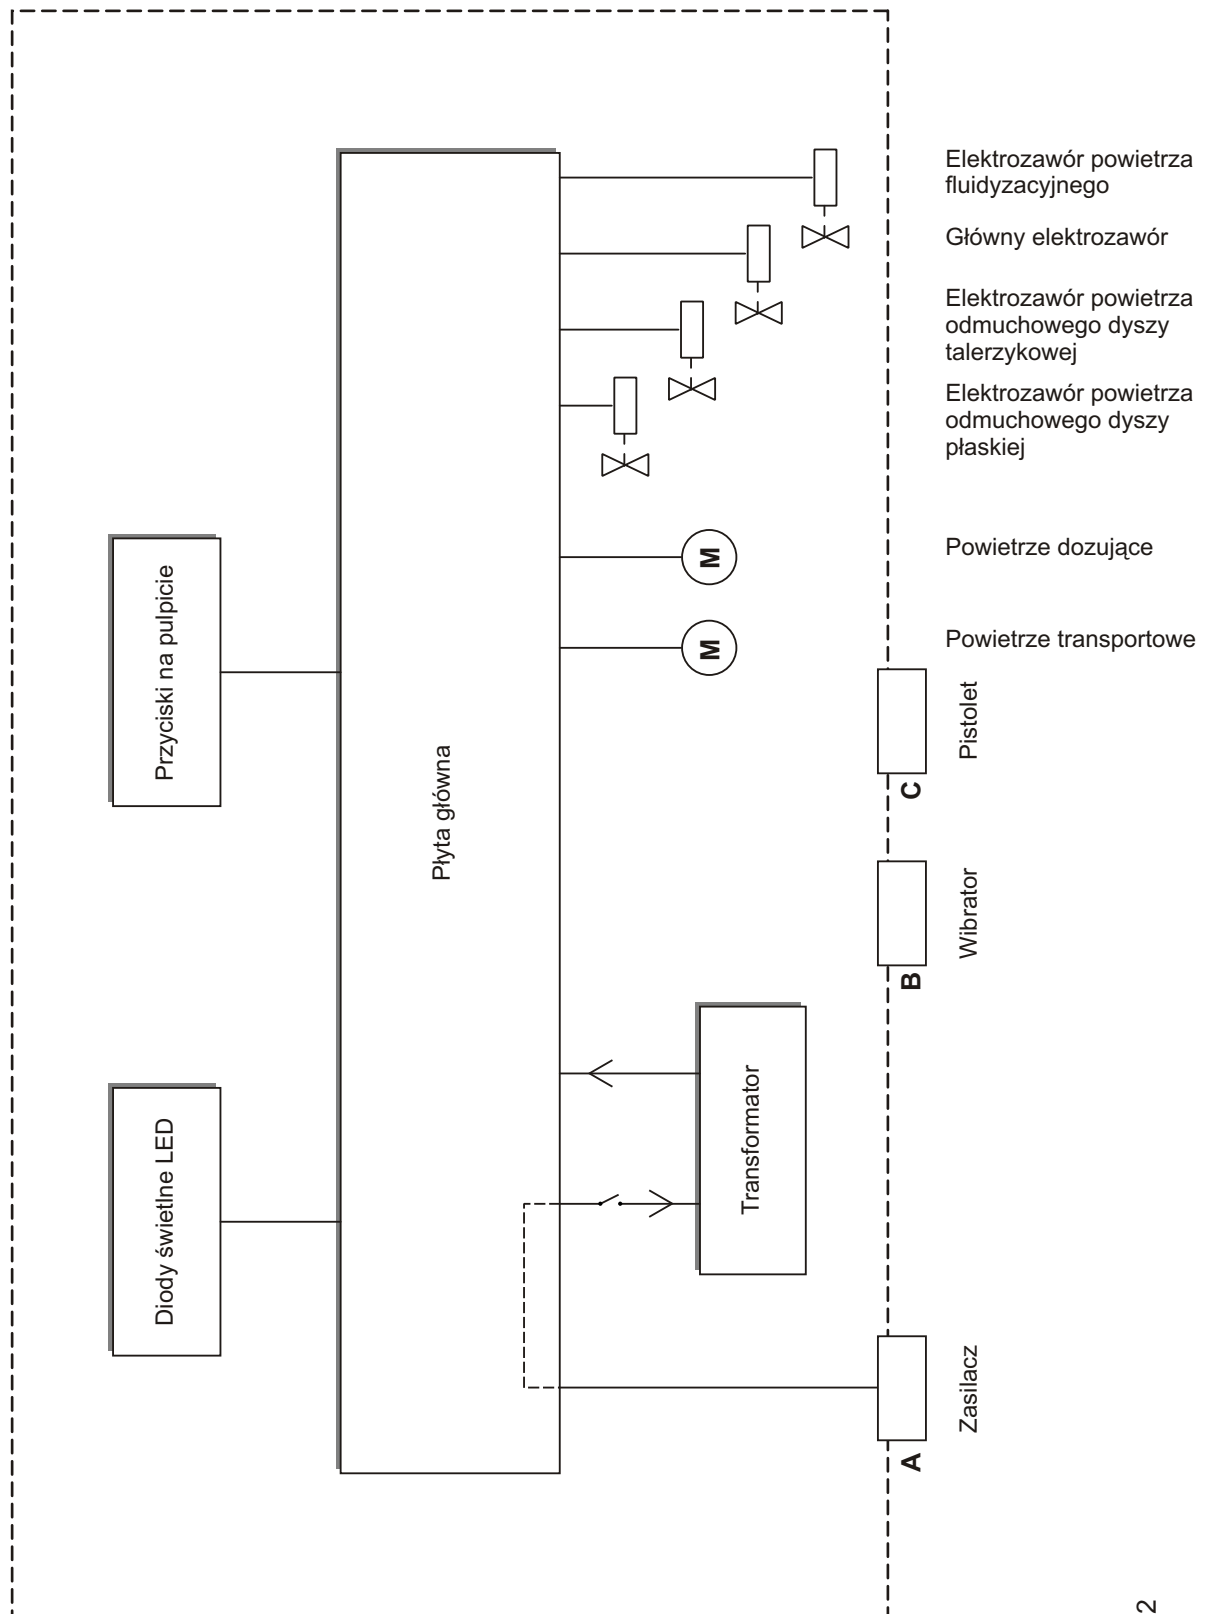 Elektrozawór powietrza
fluidyzacyjnego
Główny elektrozawór
Elektrozawór powietrza
odmuchowego dyszy
talerzykowej
Elektrozawór powietrza
odmuchowego dyszy
płaskiej
Powietrze dozujące
Powietrze transportowe
M
M
Przyciski na pulpicie
Płyta główna
Diody świetlne LED
Transformator
C
Pistolet
B
Wibrator
A
Zasilacz
2